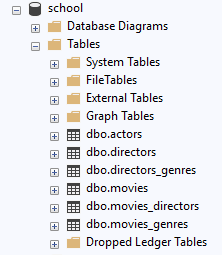 school
Database Diagrams
Tables
System Tables
FileTables
External Tables
Graph Tables
dbo.actors
dbo.directors
dbo.directors_genres
dbo.movies
dbo.movies_directors
dbo.movies_genres
Dropped Ledger Tables